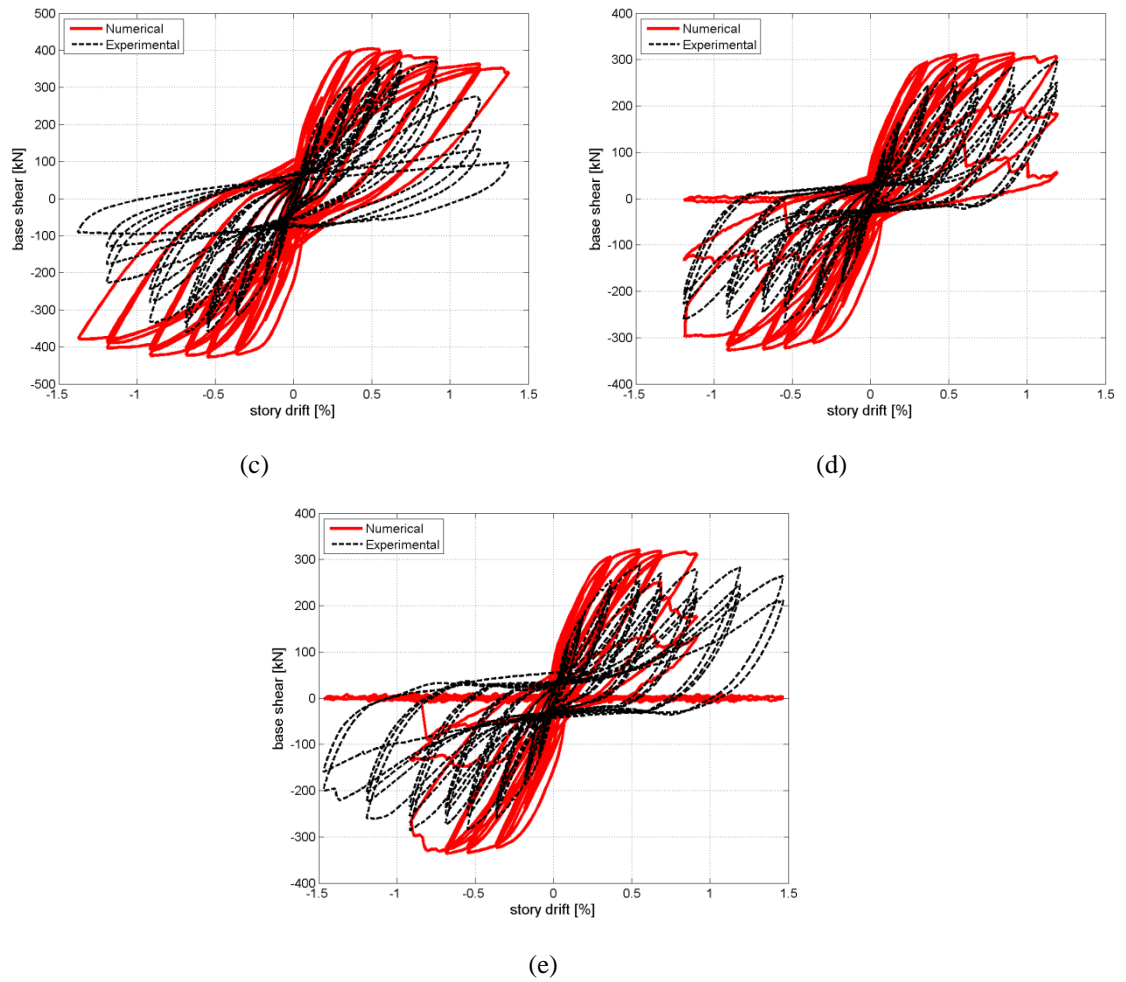 500
400
300
200
100
0
-100
-200
-300
-400
-500
base shear [kN]
Numerical
Experimental
-1.5 -1 -0.5 0 0.5 1 1.5
story drift [%]
(c)
400
300
200
100
0
-100
-200
-300
-400
base shear [kN]
Numerical
Experimental
-1.5 -1 -0.5 0 0.5 1 1.5
story drift [%]
(d)
400
300
200
100
0
-100
-200
-300
-400
base shear [kN]
Numerical
Experimental
-1.5 -1 -0.5 0 0.5 1 1.5
story drift [%]
(e)